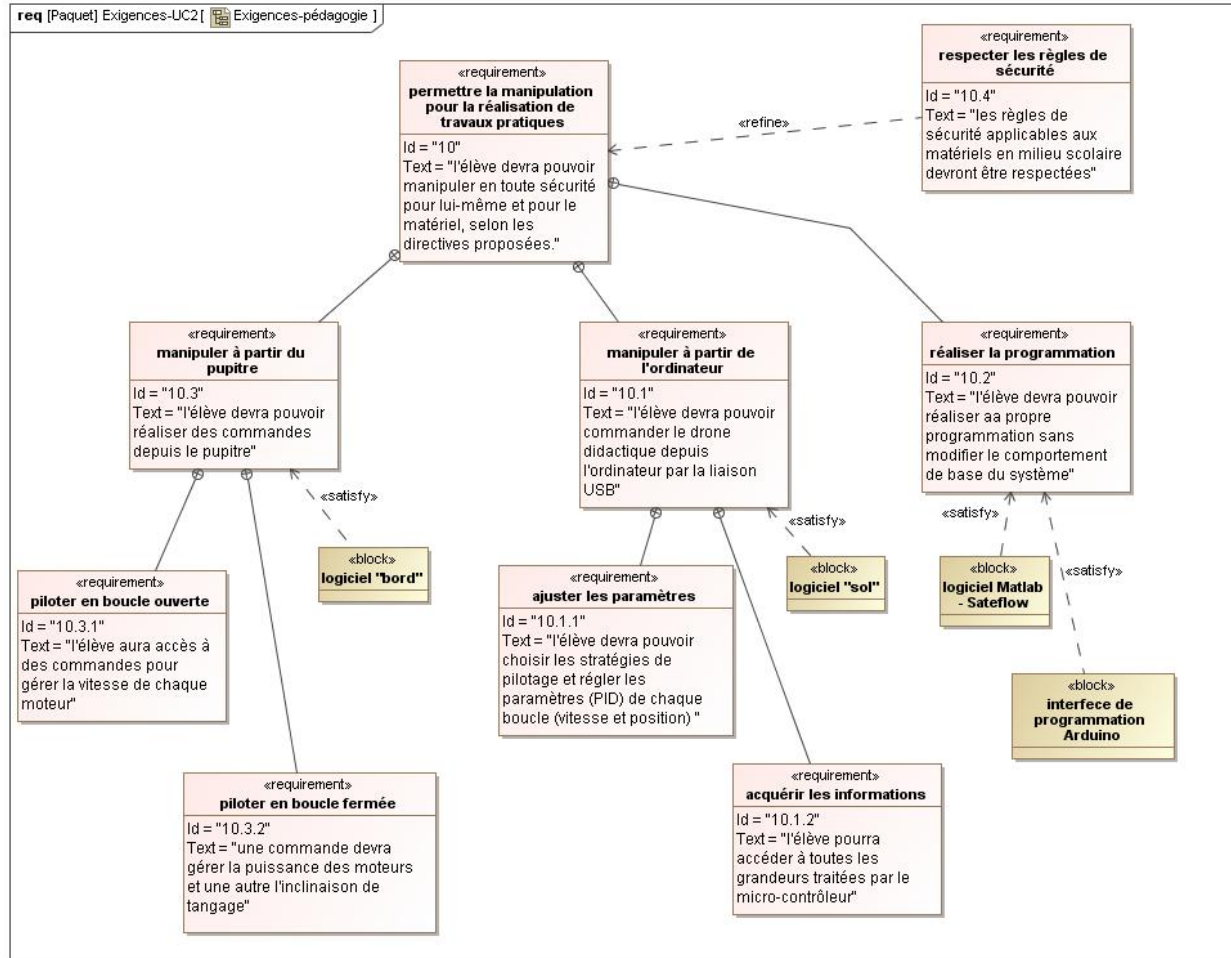 req [Paquet] Exigences-UC2[ Exigences-pédagogie ]
«requirement»
respecter les règles de
sécurité
Id = "10.4"
Text = "les règles de
sécurité applicables aux
matériels en milieu scolaire
devront être respectées"
«requirement»
permettre la manipulation
pour la réalisation de
travaux pratiques
Id = "10"
Text = "l'élève devra pouvoir
manipuler en toute sécurité
pour lui-même et pour le
matériel, selon les
directives proposées."
«refine»
«requirement»
manipuler à partir du
pupitre
Id = "10.3"
Text = "l'élève devra pouvoir
réaliser des commandes
depuis le pupitre"
«requirement»
manipuler à partir de
l'ordinateur
Id = "10.1"
Text = "l'élève devra pouvoir
commander le drone
didactique depuis
l'ordinateur par la liaison
USB"
«requirement»
réaliser la programmation
Id = "10.2"
Text = "l'élève devra pouvoir
réaliser aa propre
programmation sans
modifier le comportement
de base du système"
«satisfy»
«satisfy»
«satisfy»
«satisfy»
«block»
logiciel "bord"
«block»
logiciel "sol"
«block»
logiciel Matlab
- Sateflow
«block»
interfece de
programmation
Arduino
«requirement»
piloter en boucle ouverte
Id = "10.3.1"
Text = "l'élève aura accès à
des commandes pour
gérer la vitesse de chaque
moteur"
«requirement»
ajuster les paramètres
Id = "10.1.1"
Text = "l'élève devra pouvoir
choisir les stratégies de
pilotage et régler les
paramètres (PID) de chaque
boucle (vitesse et position) "
«requirement»
piloter en boucle fermée
Id = "10.3.2"
Text = "une commande devra
gérer la puissance des moteurs
et une autre l'inclinaison de
tangage"
«requirement»
acquérir les informations
Id = "10.1.2"
Text = "l'élève pourra
accéder à toutes les
grandeurs traitées par le
micro-contrôleur"